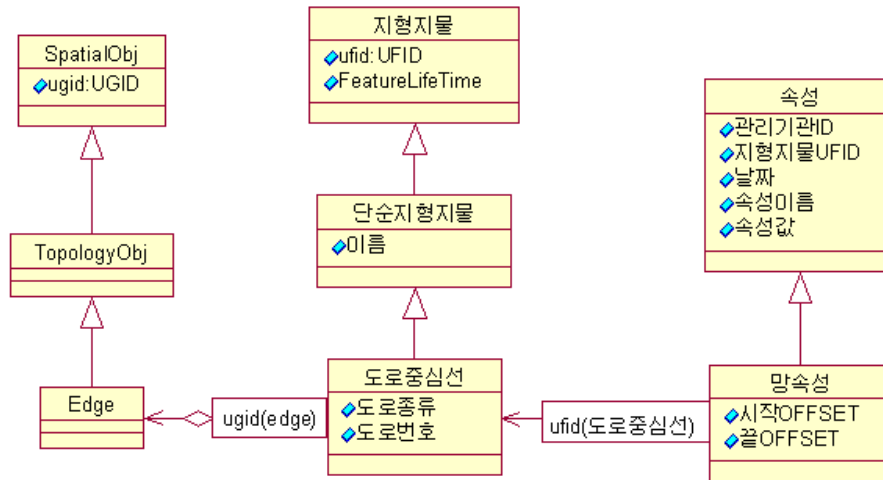 SpatialObj
ugid:UGID
TopologyObj
Edge
ugid(edge)
지형지물
ufid:UFID
FeatureLifeTime
단순지형지물
이름
도로중심선
도로종류
도로번호
ufid(도로중심선)
속성
관리기관ID
지형지물UFID
날짜
속성이름
속성값
망속성
시작OFFSET
끝OFFSET